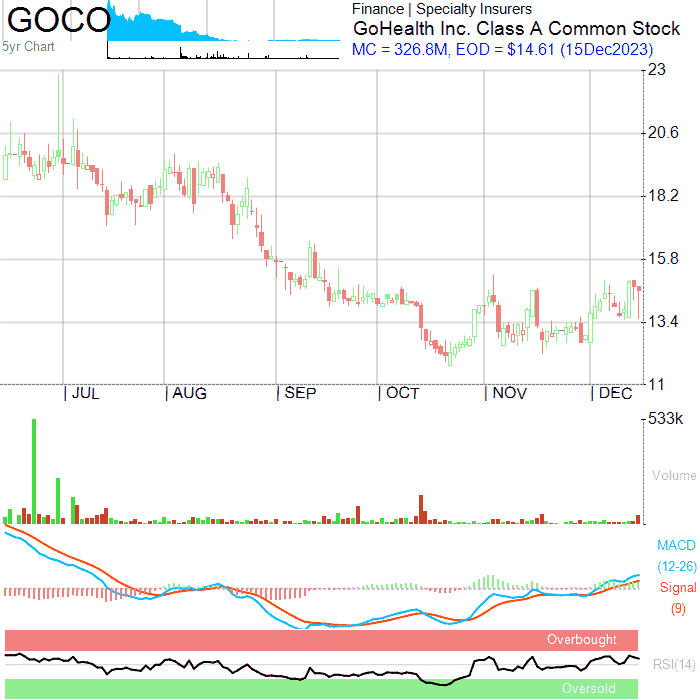 GOCO
5yr Chart
Finance | Specialty Insurers
GoHealth Inc. Class A Common Stock
MC = 326.8M, EOD = $14.61 (15Dec2023)
23
20.6
18.2
15.8
13.4
11
| JUL | AUG | SEP | OCT | NOV | DEC
533k
Volume
MACD
(12-26)
Signal
(9)
Overbought
RSI(14)
Oversold